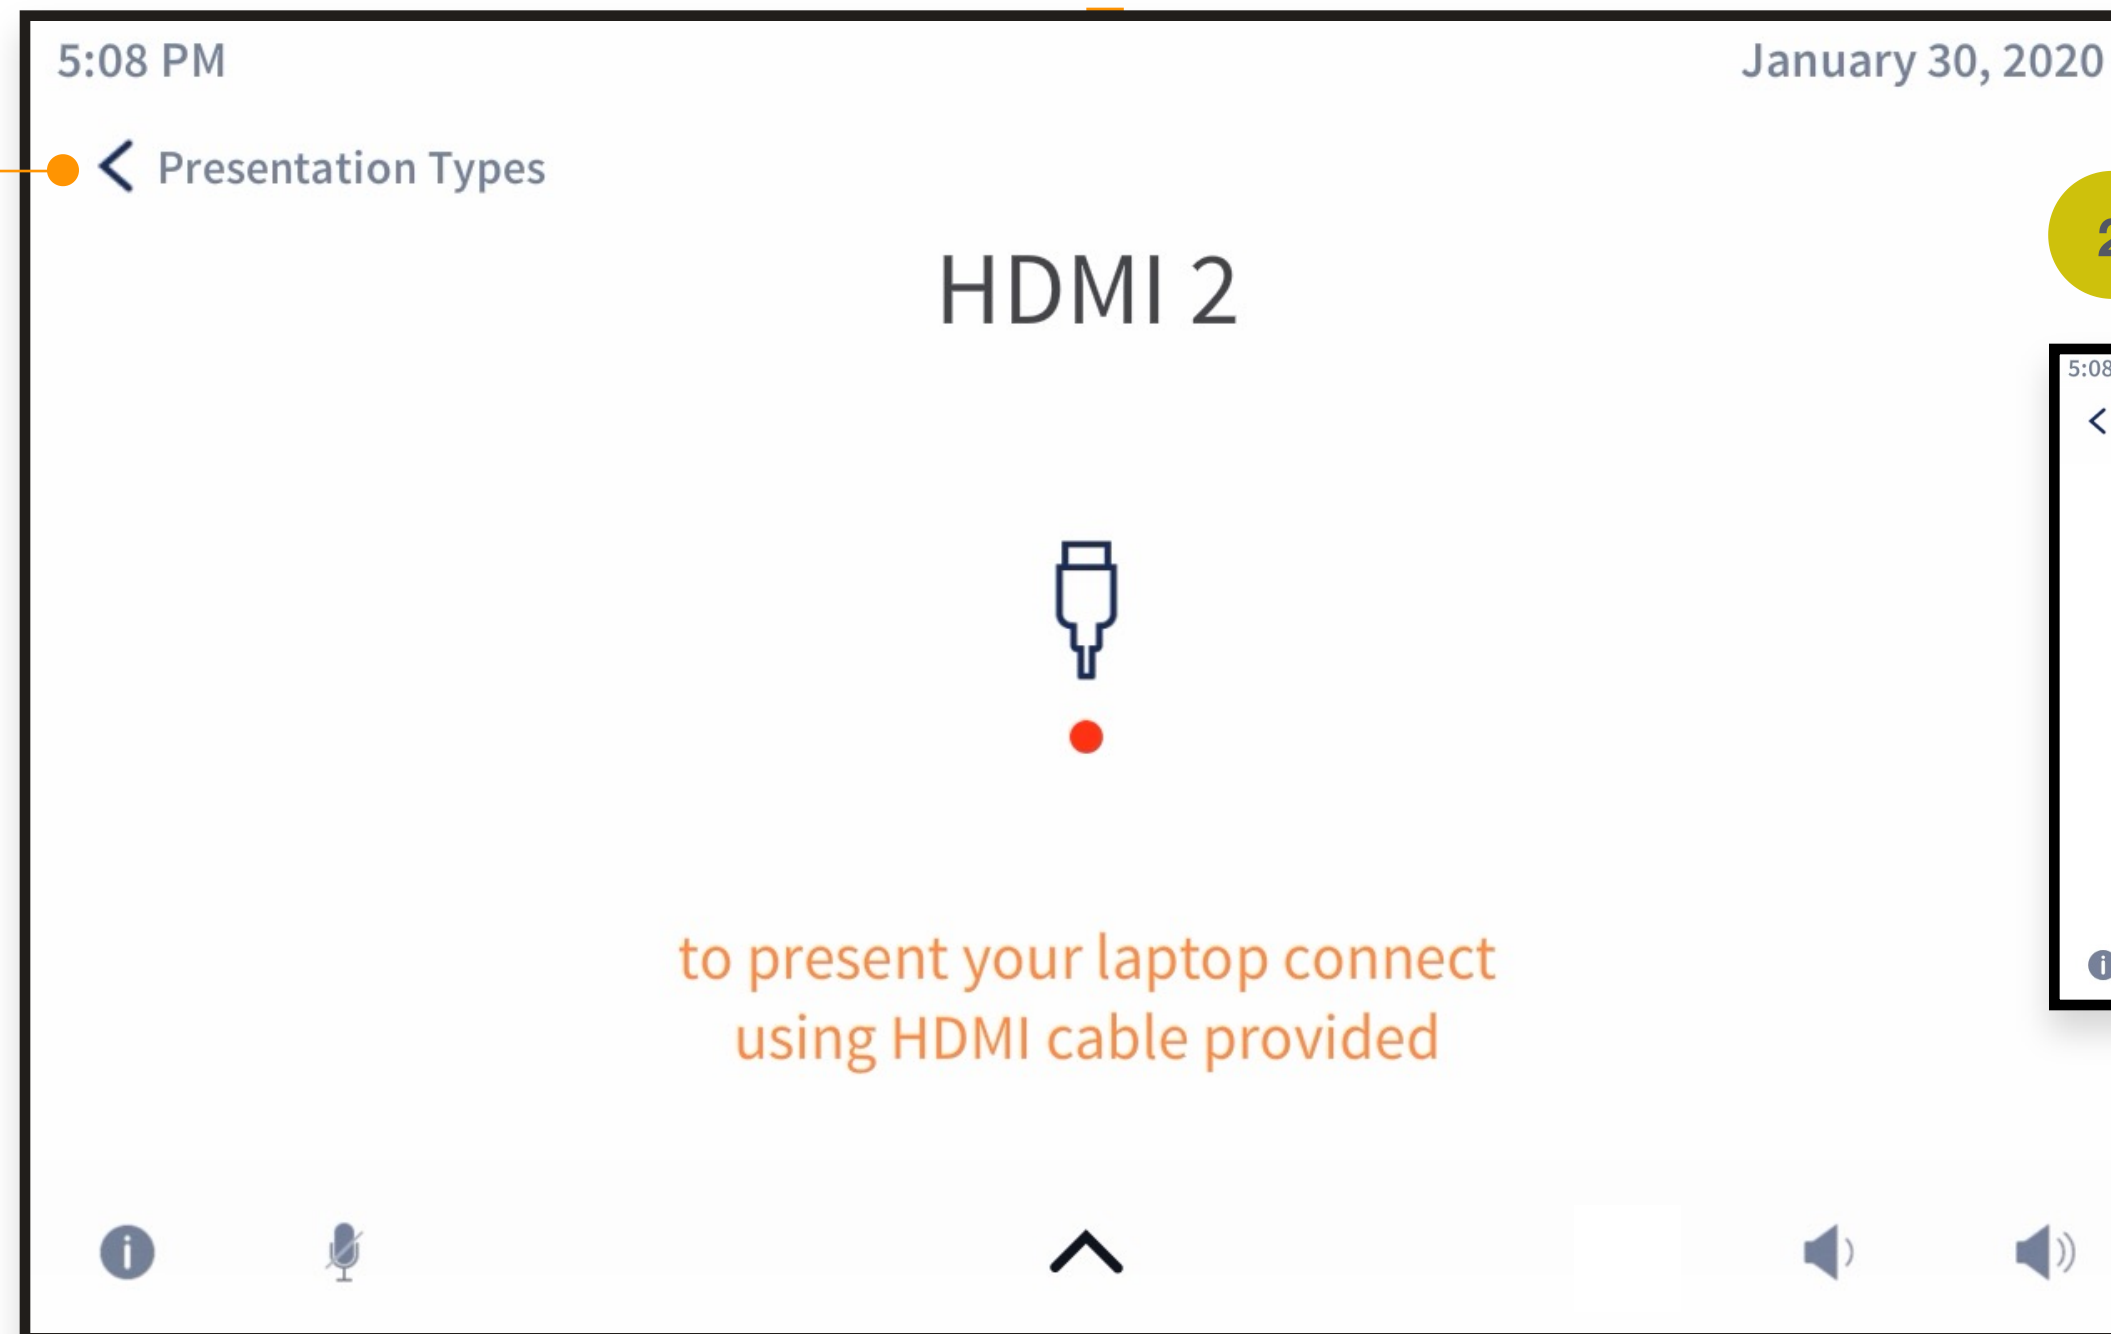 5:08 PM
January 30, 2020
Presentation Types
HDMI 2
2
5:08
to present your laptop connect
using HDMI cable provided